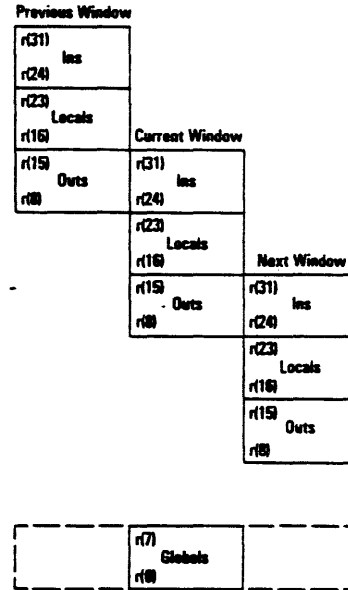 Previous Window
r(31)
Ins
r(24)
r(23)
Locals
r(16)
Current Window
r(15)
Outs
r(8)
r(31)
Ins
r(24)
r(23)
Locals
r(16)
Next Window
r(15)
Outs
r(8)
r(31)
Ins
r(24)
r(23)
Locals
r(16)
r(15)
Outs
r(8)
r(7)
Globals
r(0)